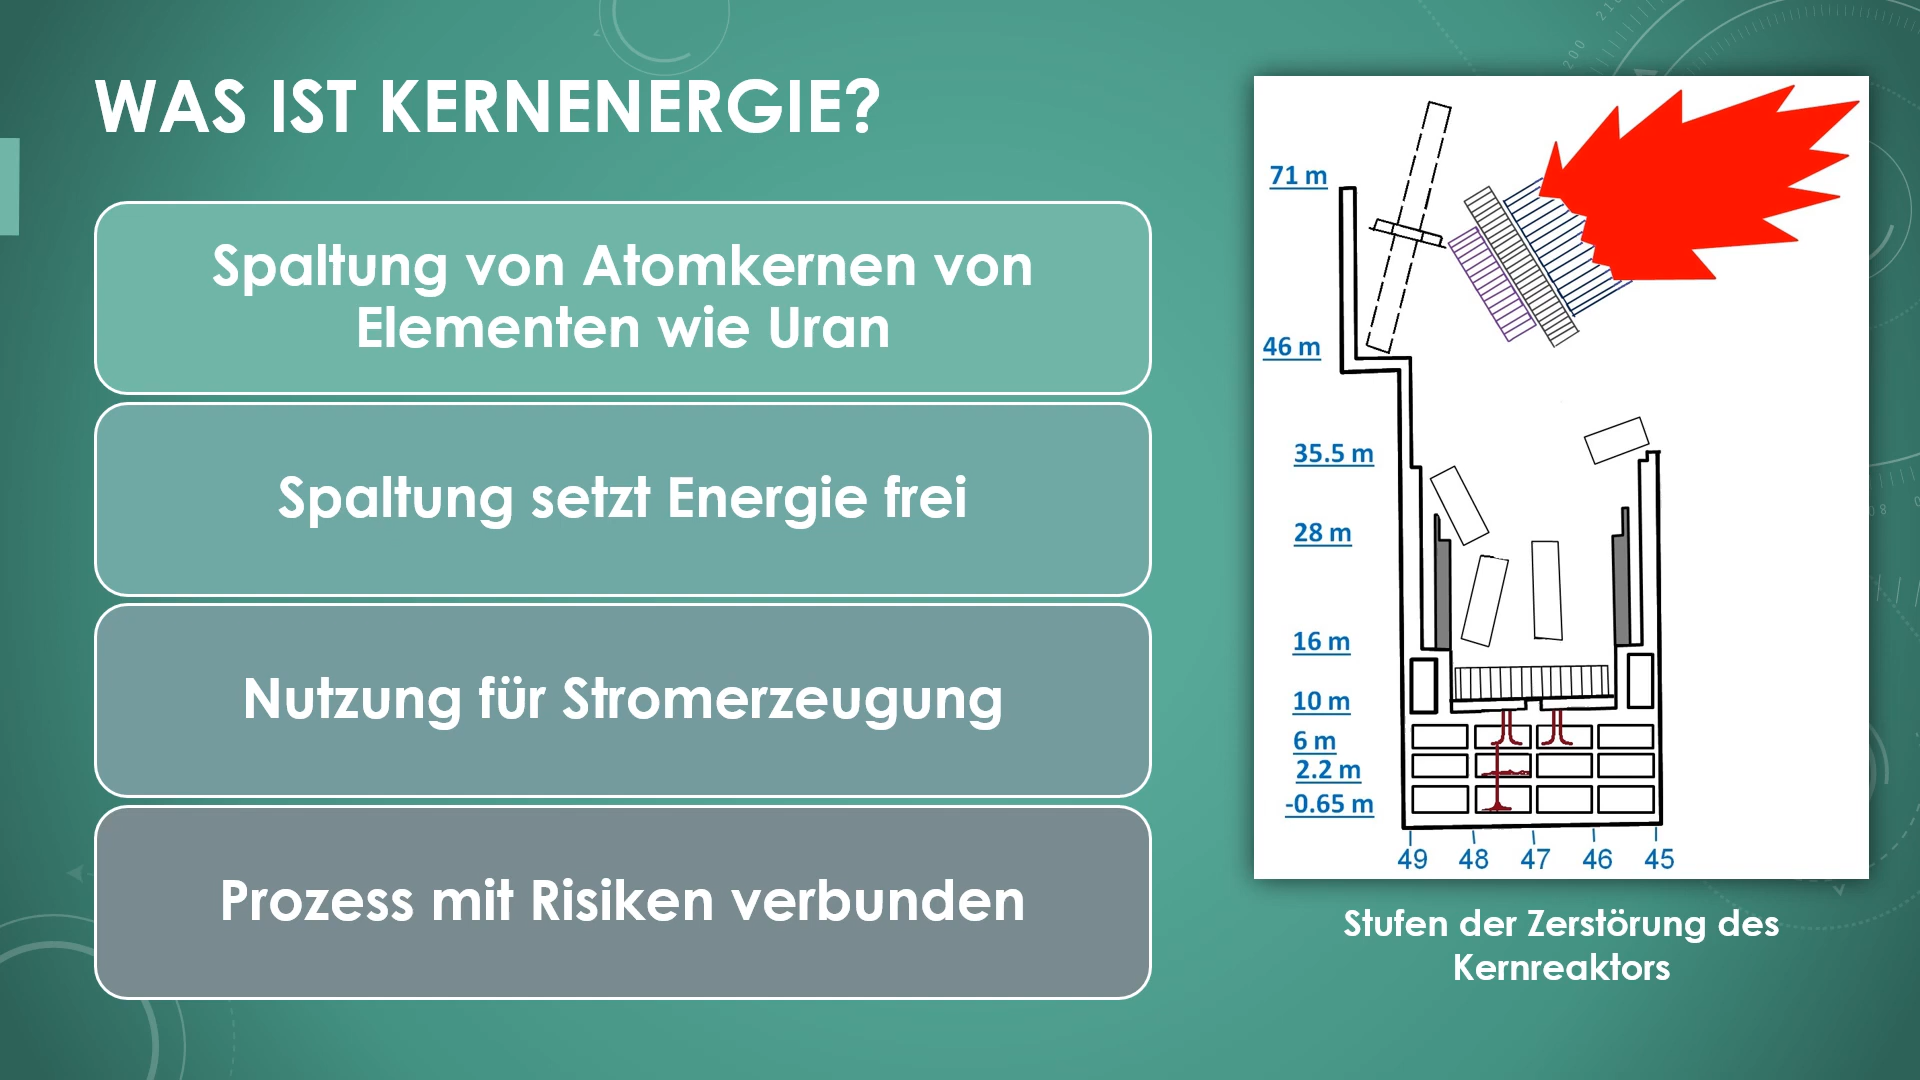 WAS IST KERNENERGIE?
Spaltung von Atomkernen von
Elementen wie Uran
Spaltung setzt Energie frei
Nutzung für Stromerzeugung
Prozess mit Risiken verbunden
71 m
46 m
35.5 m
28 m
16 m
10 m
6 m
2.2 m
-0.65 m
49 48 47 46 45
Stufen der Zerstörung des
Kernreaktors
200